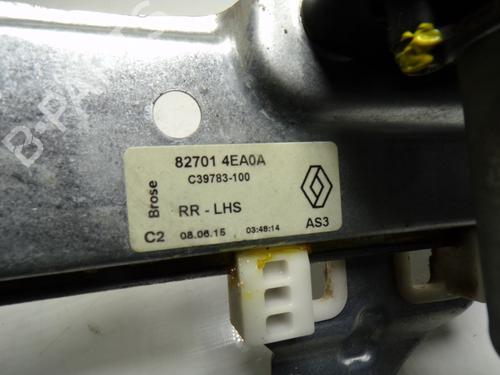 B-PARTS
82701 4EA0A
C39783-100
Brose
RR - LHS
C2 08.06.15 03:48:14 AS3